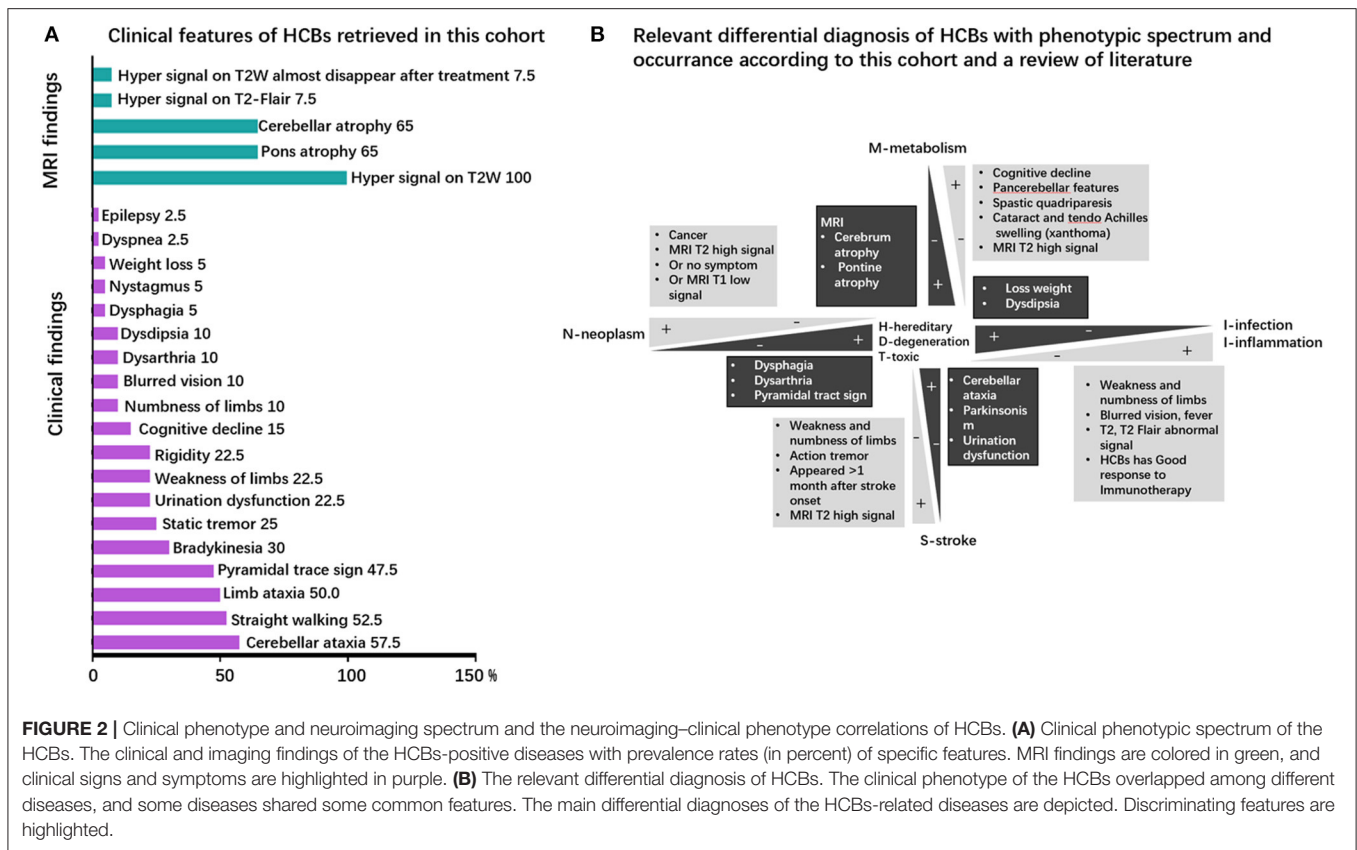 A
Clinical features of HCBs retrieved in this cohort
MRI findings
Hyper signal on T2W almost disappear after treatment 7.5
Hyper signal on T2-Flair 7.5
Cerebellar atrophy 65
Pons atrophy 65
Hyper signal on T2W 100
Clinical findings
Epilepsy 2.5
Dyspnea 2.5
Weight loss 5
Nystagmus 5
Dysphagia 5
Dysdipsia 10
Dysarthria 10
Blurred vision 10
Numbness of limbs 10
Cognitive decline 15
Rigidity 22.5
Weakness of limbs 22.5
Urination dysfunction 22.5
Static tremor 25
Bradykinesia 30
Pyramidal trace sign 47.5
Limb ataxia 50.0
Straight walking 52.5
Cerebellar ataxia 57.5
0 50 100 150 %
B
Relevant differential diagnosis of HCBs with phenotypic spectrum and
occurrance according to this cohort and a review of literature
M-metabolism
+
-
-
+
• Cognitive decline
• Pancerebellar features
• Spastic quadriparesis
• Cataract and tendo Achilles
swelling (xanthoma)
• MRI T2 high signal
MRI
• Cerebrum
atrophy
• Pontine
atrophy
• Cancer
• MRI T2 high signal
• Or no symptom
• Or MRI T1 low
signal
• Loss weight
• Dysdipsia
N-neoplasm
+
-
-
+
H-hereditary
D-degeneration
T-toxic
+
-
-
+
I-infection
I-inflammation
• Dysphagia
• Dysarthria
• Pyramidal tract sign
+
-
-
+
• Cerebellar
ataxia
• Parkinsonis
m
• Urination
dysfunction
• Weakness and
numbness of limbs
• Blurred vision, fever
• T2, T2 Flair abnormal
signal
• HCBs has Good
response to
Immunotherapy
• Weakness and
numbness of limbs
• Action tremor
• Appeared >1
month after stroke
onset
• MRI T2 high signal
S-stroke
FIGURE 2 | Clinical phenotype and neuroimaging spectrum and the neuroimaging–clinical phenotype correlations of HCBs. (A) Clinical phenotypic spectrum of the
HCBs. The clinical and imaging findings of the HCBs-positive diseases with prevalence rates (in percent) of specific features. MRI findings are colored in green, and
clinical signs and symptoms are highlighted in purple. (B) The relevant differential diagnosis of HCBs. The clinical phenotype of the HCBs overlapped among different
diseases, and some diseases shared some common features. The main differential diagnoses of the HCBs-related diseases are depicted. Discriminating features are
highlighted.